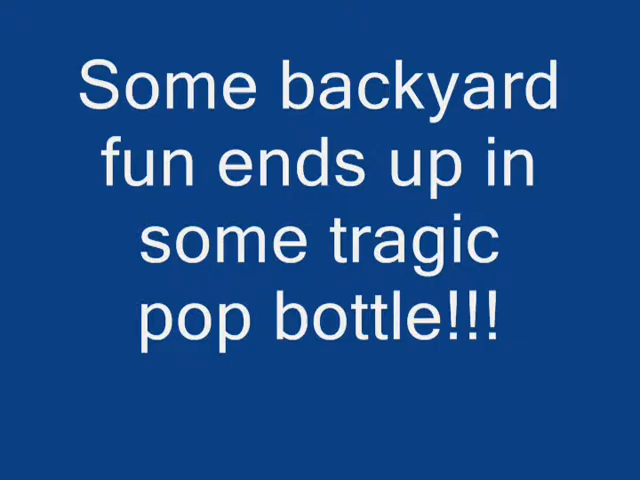 Some backyard
fun ends up in
some tragic
pop bottle!!!